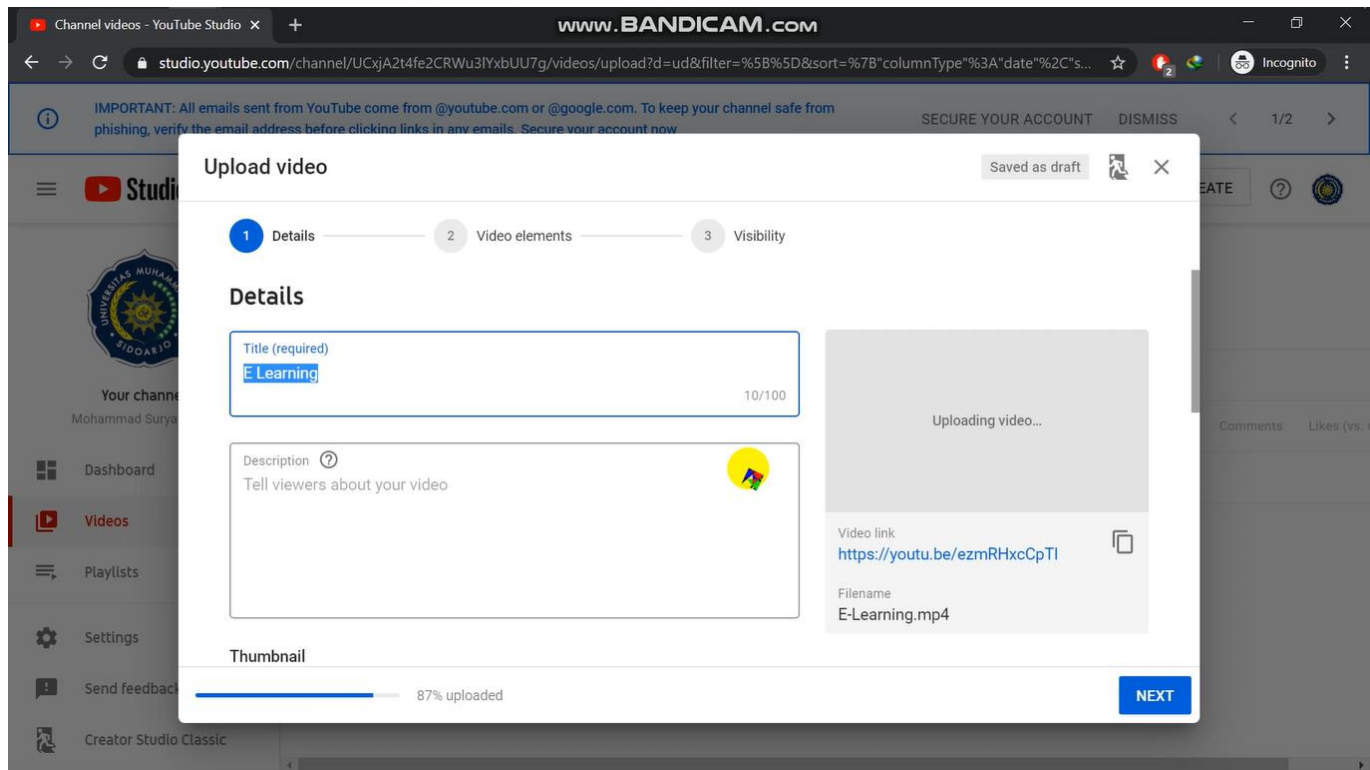 Channel videos - YouTube Studio
www.BANDICAM.com
studio.youtube.com/channel/UCxjA2t4fe2CRWu3lYxbUU7g/videos/upload?d=ud&filter=%5B%5D&sort=%7B"columnType"%3A"date"%2C"s...
2
Incognito
IMPORTANT: All emails sent from YouTube come from @youtube.com or @google.com. To keep your channel safe from
phishing, verify the email address before clicking links in any emails. Secure your account now
SECURE YOUR ACCOUNT
DISMISS
1/2
Upload video
Saved as draft
Studi
EATE
1 Details
2 Video elements
3 Visibility
UNIVERSITAS MUHAM
SIDOARJO
Details
Title (required)
E Learning
10/100
Uploading video...
Your channe
Mohammad Surya
Comments
Likes (vs.
Description
Tell viewers about your video
Dashboard
Videos
Playlists
Video link
https://youtu.be/ezmRHxcCpTI
Filename
E-Learning.mp4
Settings
Thumbnail
Send feedback
87% uploaded
NEXT
Creator Studio Classic